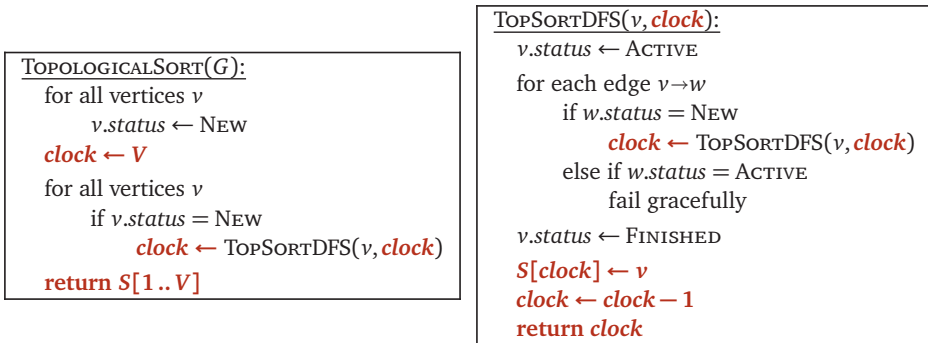 TopologicalSort(G):
for all vertices v
v.status ← New
clock ← V
for all vertices v
if v.status = New
clock ← TopSortDFS(v, clock)
return S[1 .. V]
TopSortDFS(v, clock):
v.status ← Active
for each edge v→w
if w.status = New
clock ← TopSortDFS(v, clock)
else if w.status = Active
fail gracefully
v.status ← Finished
S[clock] ← v
clock ← clock − 1
return clock